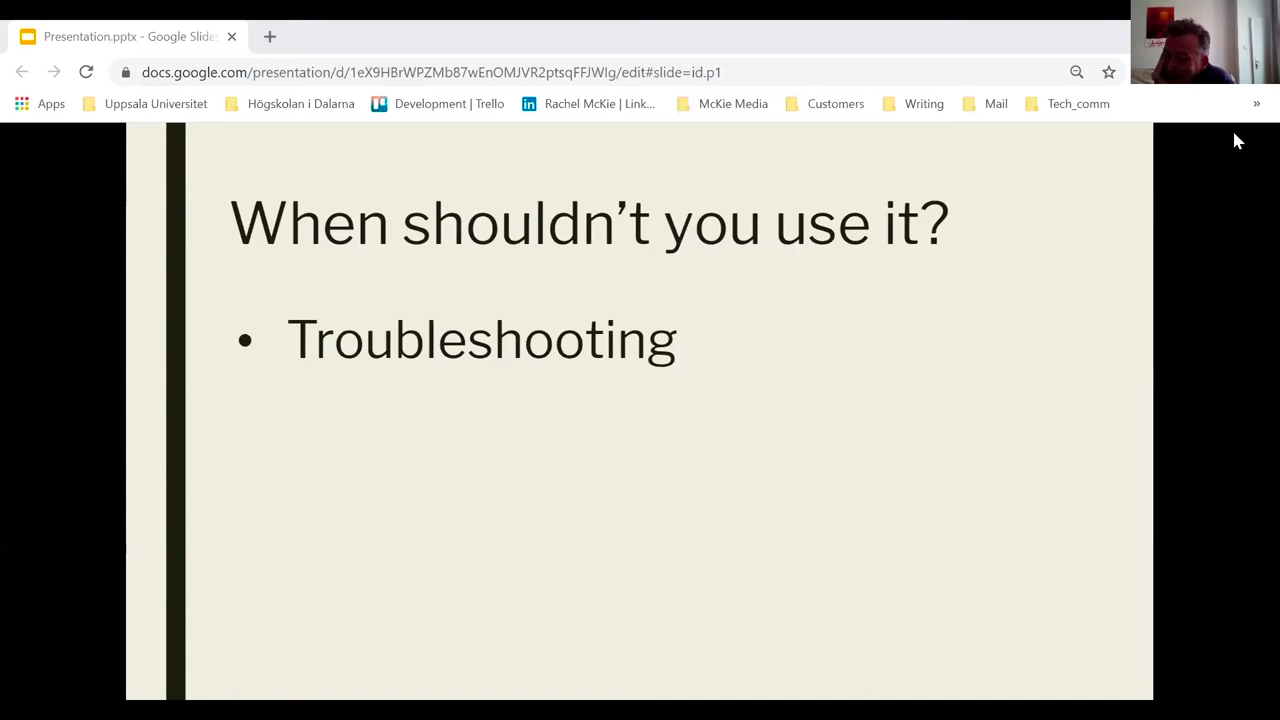 Presentation.pptx - Google Slides
docs.google.com/presentation/d/1eX9HBrWPZMb87wEnOMJVR2ptsqFFJWIg/edit#slide=id.p1
Apps Uppsala Universitet Högskolan i Dalarna Development | Trello Rachel McKie | Link... McKie Media Customers Writing Mail Tech_comm »
When shouldn’t you use it?
• Troubleshooting